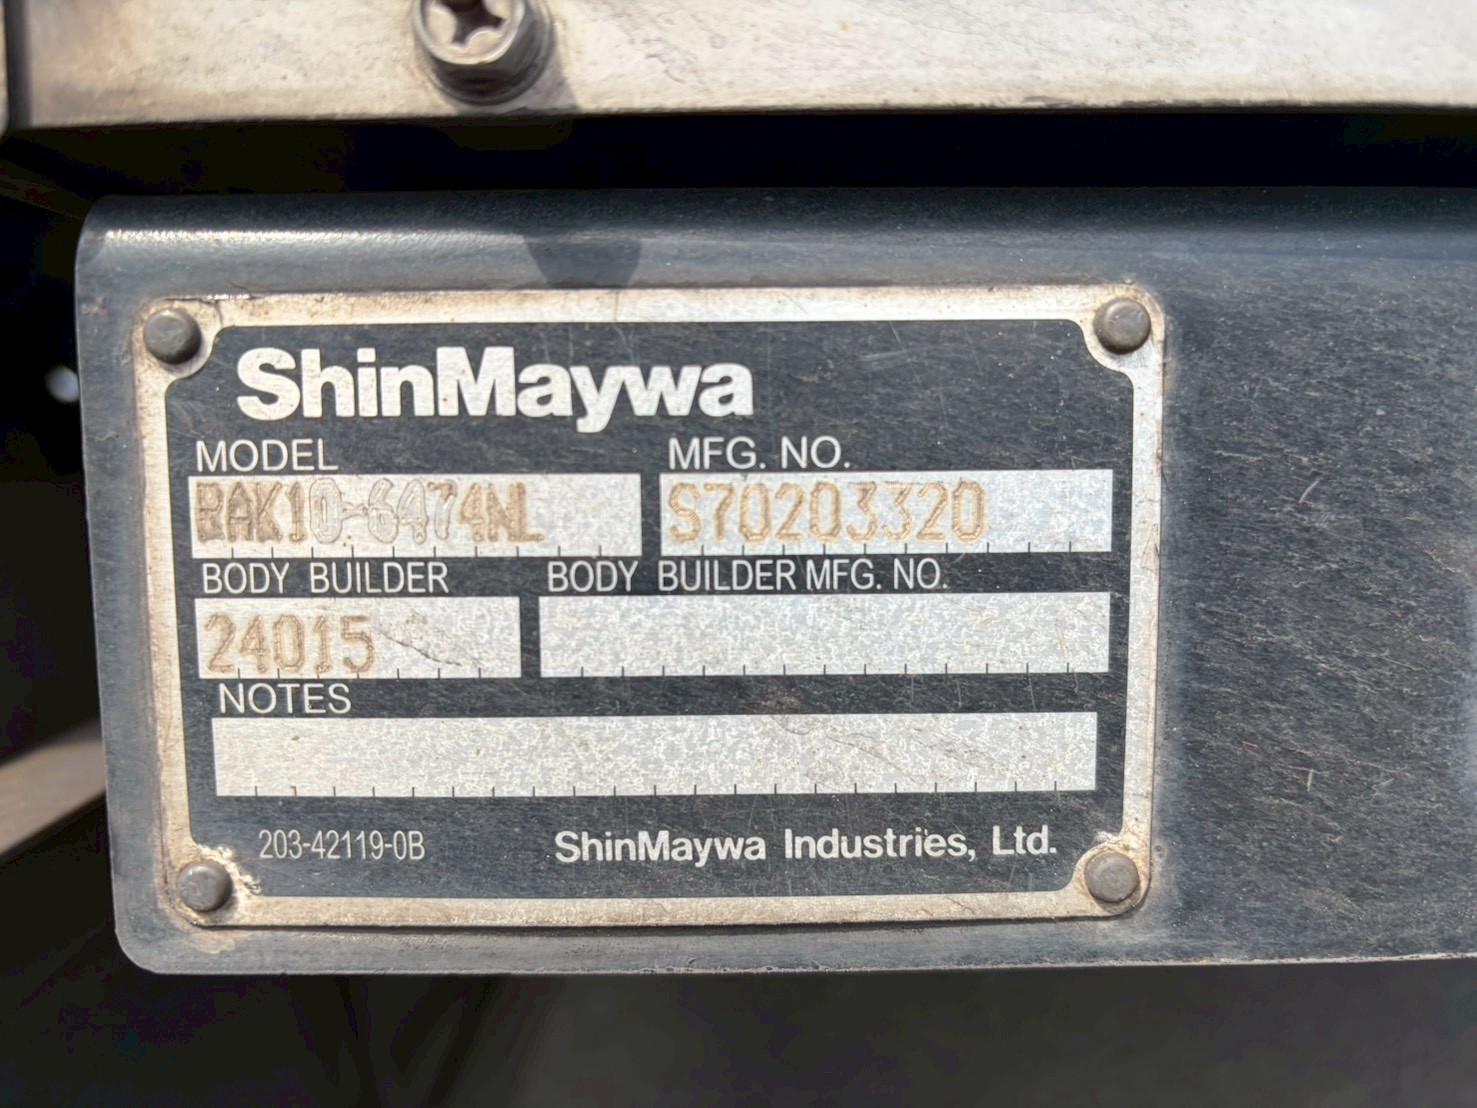 ShinMaywa
MODEL MFG. NO.
BAK10-6474NL S70203320
BODY BUILDER BODY BUILDER MFG. NO.
24015
NOTES
203-42119-0B ShinMaywa Industries, Ltd.